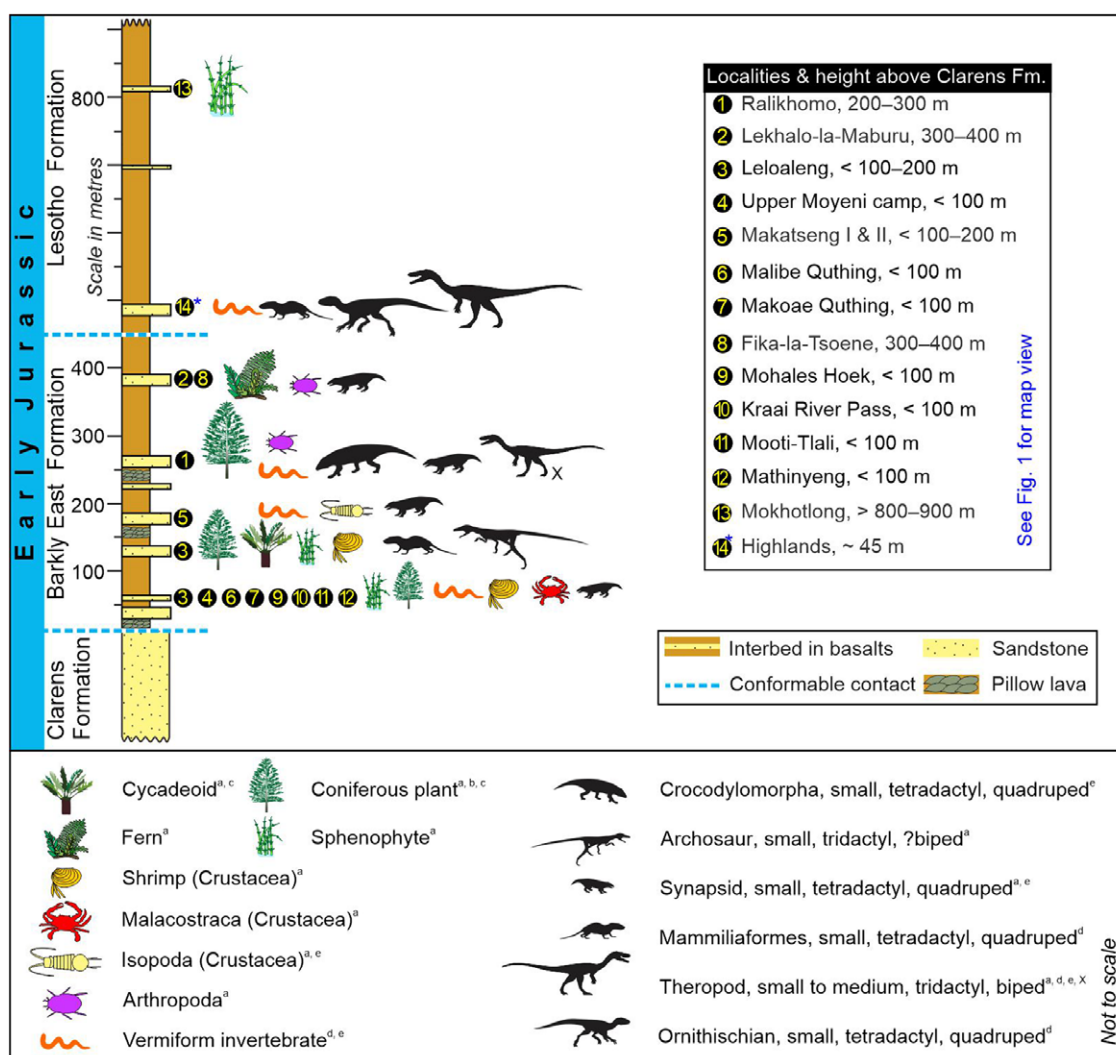 Early Jurassic
Lesotho Formation
Barkly East Formation
Clarens
Formation
Scale in metres
800
400
300
200
100
13
14*
2 8
1
X
5
3
3 4 6 7 9 10 11 12
Localities & height above Clarens Fm.
1 Ralikhomo, 200–300 m
2 Lekhalo-la-Maburu, 300–400 m
3 Leloaleng, < 100–200 m
4 Upper Moyeni camp, < 100 m
5 Makatseng I & II, < 100–200 m
6 Malibe Quthing, < 100 m
7 Makoae Quthing, < 100 m
8 Fika-la-Tsoene, 300–400 m
9 Mohales Hoek, < 100 m
10 Kraai River Pass, < 100 m
11 Mooti-Tlali, < 100 m
12 Mathinyeng, < 100 m
13 Mokhotlong, > 800–900 m
14* Highlands, ~ 45 m
See Fig. 1 for map view
Interbed in basalts Sandstone
Conformable contact Pillow lava
Cycadeoid a, c
Fern a
Shrimp (Crustacea) a
Malacostraca (Crustacea) a
Isopoda (Crustacea) a, e
Arthropoda a
Vermiform invertebrate d, e
Coniferous plant a, b, c
Sphenophyte a
Crocodylomorpha, small, tetradactyl, quadruped e
Archosaur, small, tridactyl, ?biped a
Synapsid, small, tetradactyl, quadruped a, e
Mammiliaformes, small, tetradactyl, quadruped d
Theropod, small to medium, tridactyl, biped a, d, e, X
Ornithischian, small, tetradactyl, quadruped d
Not to scale